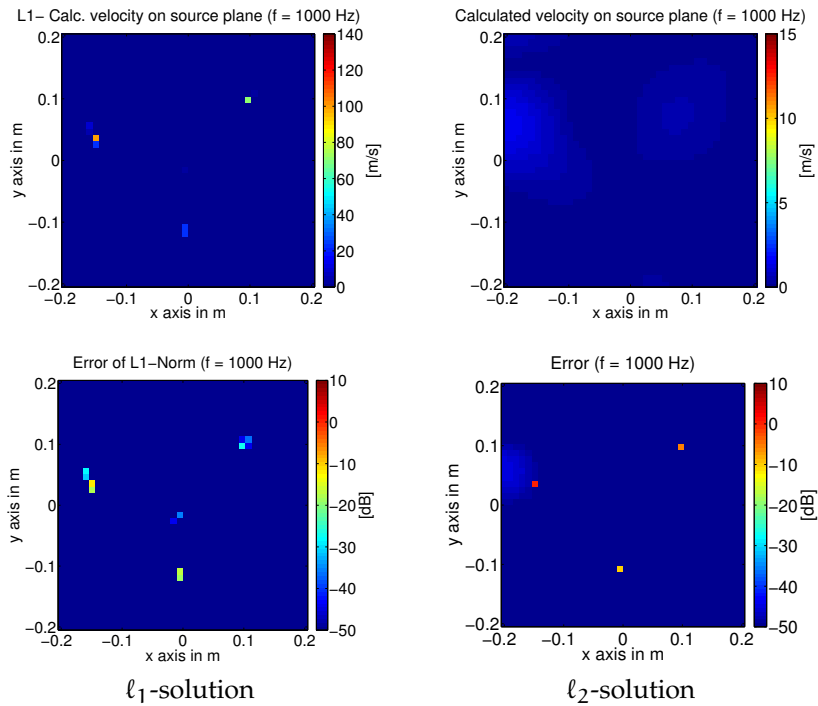 L1− Calc. velocity on source plane (f = 1000 Hz)
0.2
0.1
0
−0.1
−0.2
y axis in m
−0.2 −0.1 0 0.1 0.2
x axis in m
140
120
100
80
60
40
20
0
[m/s]
Calculated velocity on source plane (f = 1000 Hz)
0.2
0.1
0
−0.1
−0.2
y axis in m
−0.2 −0.1 0 0.1 0.2
x axis in m
15
10
5
0
[m/s]
Error of L1−Norm (f = 1000 Hz)
0.2
0.1
0
−0.1
−0.2
y axis in m
−0.2 −0.1 0 0.1 0.2
x axis in m
10
0
−10
−20
−30
−40
−50
[dB]
Error (f = 1000 Hz)
0.2
0.1
0
−0.1
−0.2
y axis in m
−0.2 −0.1 0 0.1 0.2
x axis in m
10
0
−10
−20
−30
−40
−50
[dB]
ℓ1-solution
ℓ2-solution